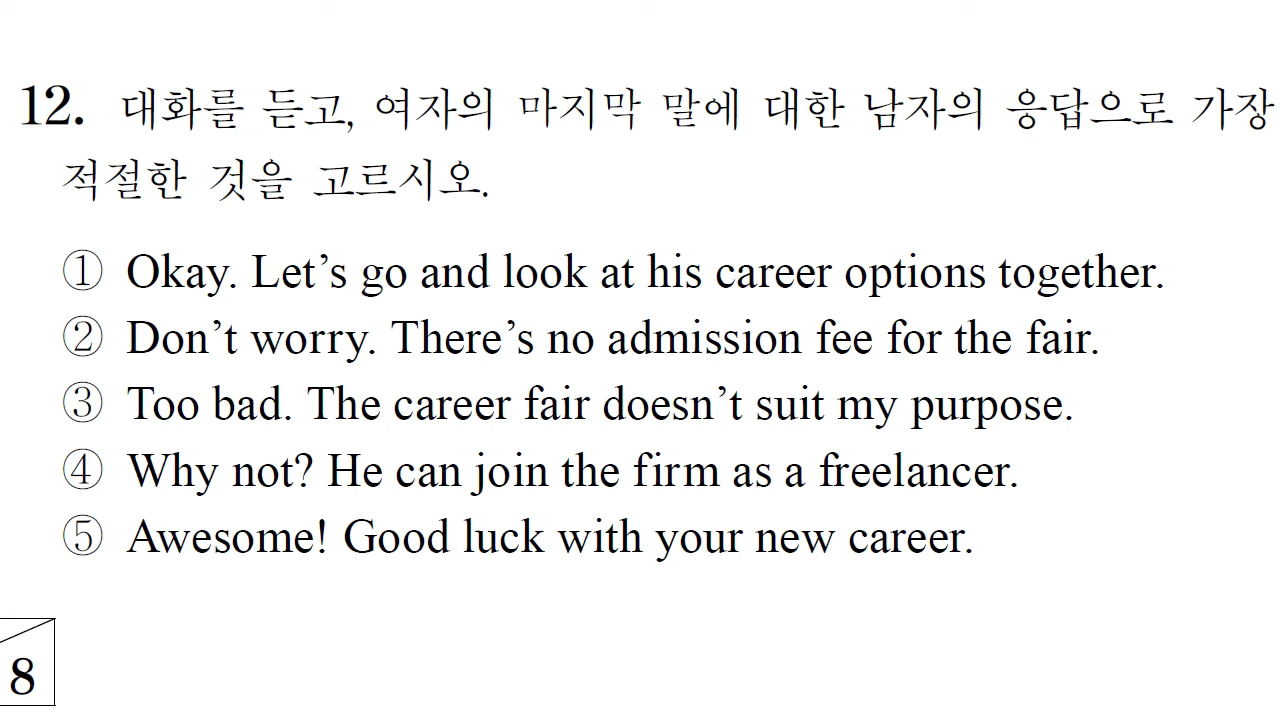 12. 대화를 듣고, 여자의 마지막 말에 대한 남자의 응답으로 가장
적절한 것을 고르시오.
① Okay. Let’s go and look at his career options together.
② Don’t worry. There’s no admission fee for the fair.
③ Too bad. The career fair doesn’t suit my purpose.
④ Why not? He can join the firm as a freelancer.
⑤ Awesome! Good luck with your new career.
8